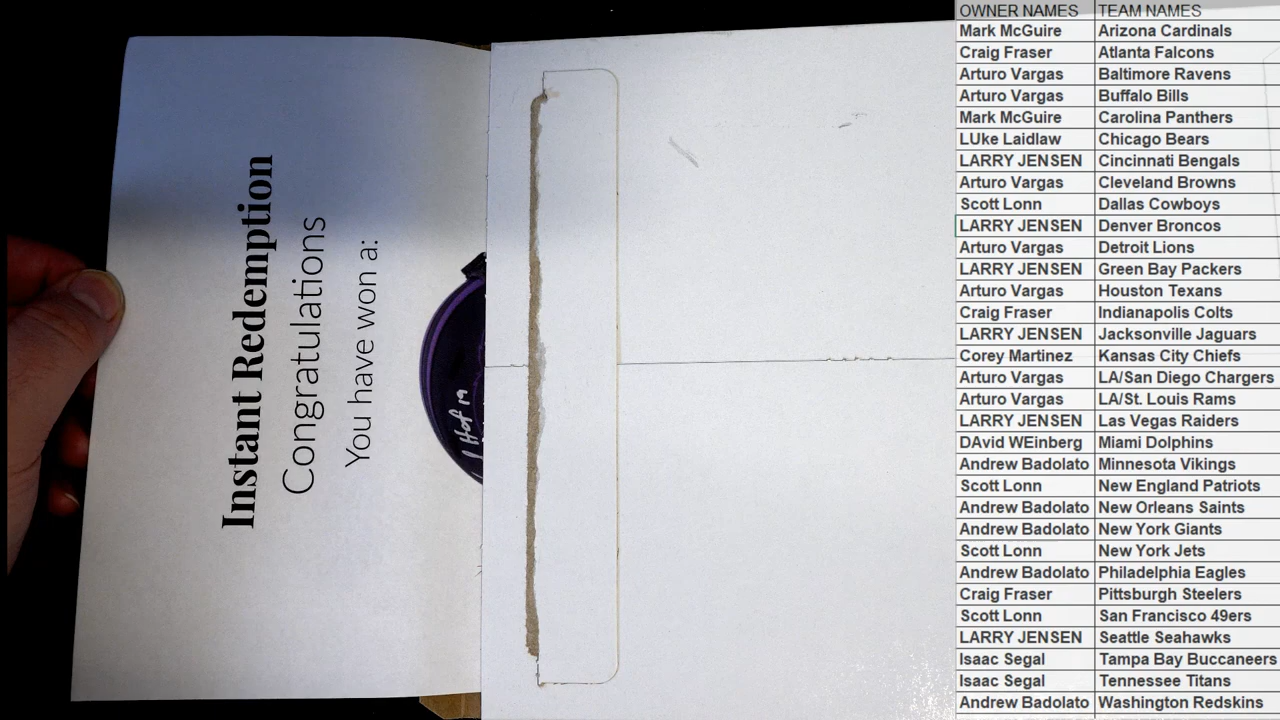 Instant Redemption
Congratulations
You have won a:
Hof 19
OWNER NAMES TEAM NAMES
Mark McGuire Arizona Cardinals
Craig Fraser Atlanta Falcons
Arturo Vargas Baltimore Ravens
Arturo Vargas Buffalo Bills
Mark McGuire Carolina Panthers
LUke Laidlaw Chicago Bears
LARRY JENSEN Cincinnati Bengals
Arturo Vargas Cleveland Browns
Scott Lonn Dallas Cowboys
LARRY JENSEN Denver Broncos
Arturo Vargas Detroit Lions
LARRY JENSEN Green Bay Packers
Arturo Vargas Houston Texans
Craig Fraser Indianapolis Colts
LARRY JENSEN Jacksonville Jaguars
Corey Martinez Kansas City Chiefs
Arturo Vargas LA/San Diego Chargers
Arturo Vargas LA/St. Louis Rams
LARRY JENSEN Las Vegas Raiders
DAvid WEinberg Miami Dolphins
Andrew Badolato Minnesota Vikings
Scott Lonn New England Patriots
Andrew Badolato New Orleans Saints
Andrew Badolato New York Giants
Scott Lonn New York Jets
Andrew Badolato Philadelphia Eagles
Craig Fraser Pittsburgh Steelers
Scott Lonn San Francisco 49ers
LARRY JENSEN Seattle Seahawks
Isaac Segal Tampa Bay Buccaneers
Isaac Segal Tennessee Titans
Andrew Badolato Washington Redskins